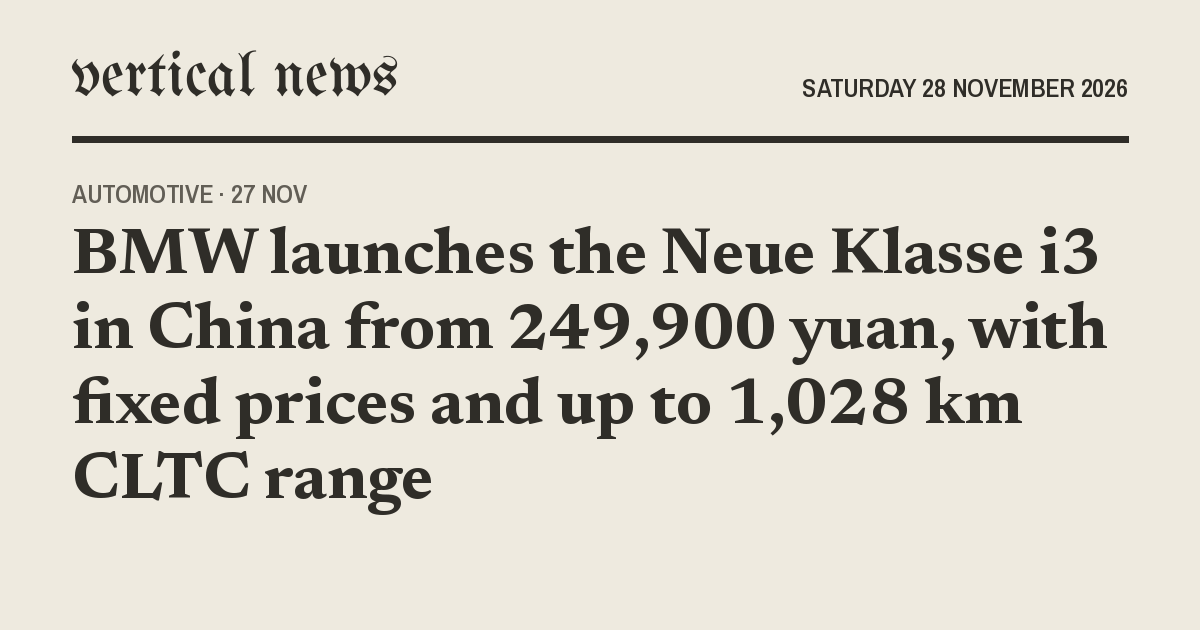 vertical news
SATURDAY 28 NOVEMBER 2026
AUTOMOTIVE · 27 NOV
BMW launches the Neue Klasse i3
in China from 249,900 yuan, with
fixed prices and up to 1,028 km
CLTC range